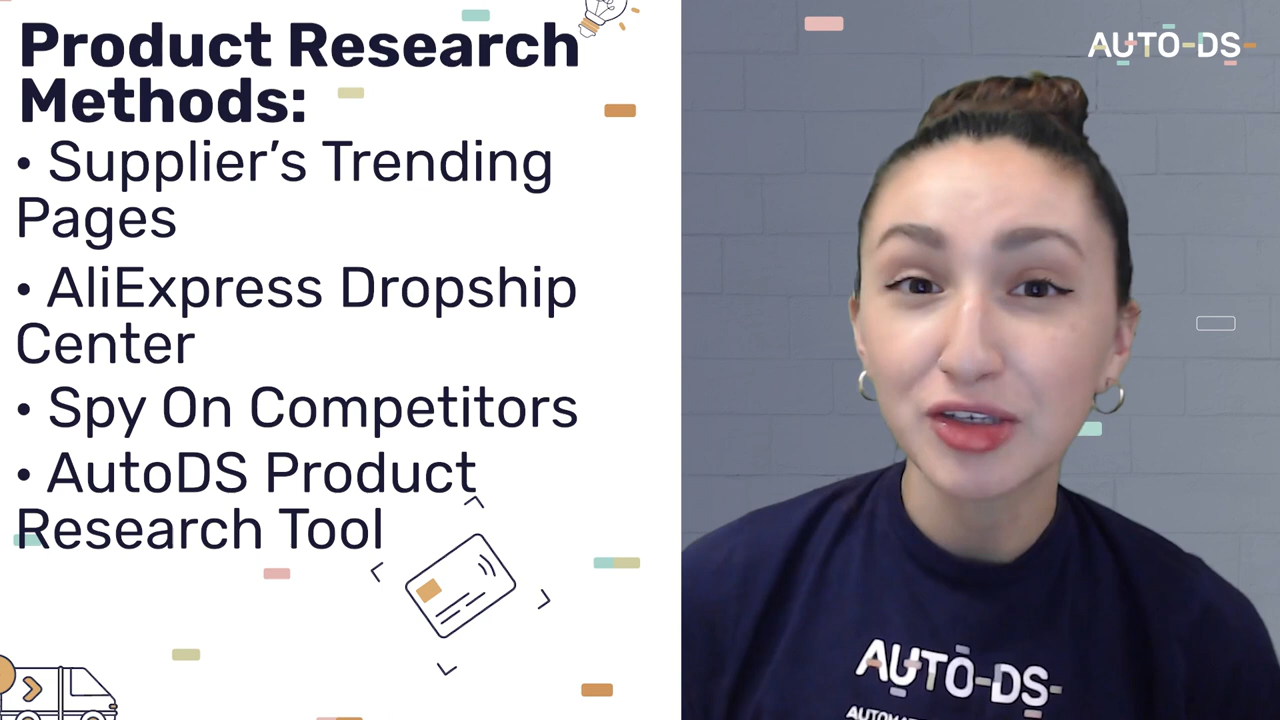 Product Research
Methods:
• Supplier’s Trending
Pages
• AliExpress Dropship
Center
• Spy On Competitors
• AutoDS Product
Research Tool
AUTO-DS-
AUTO-DS-